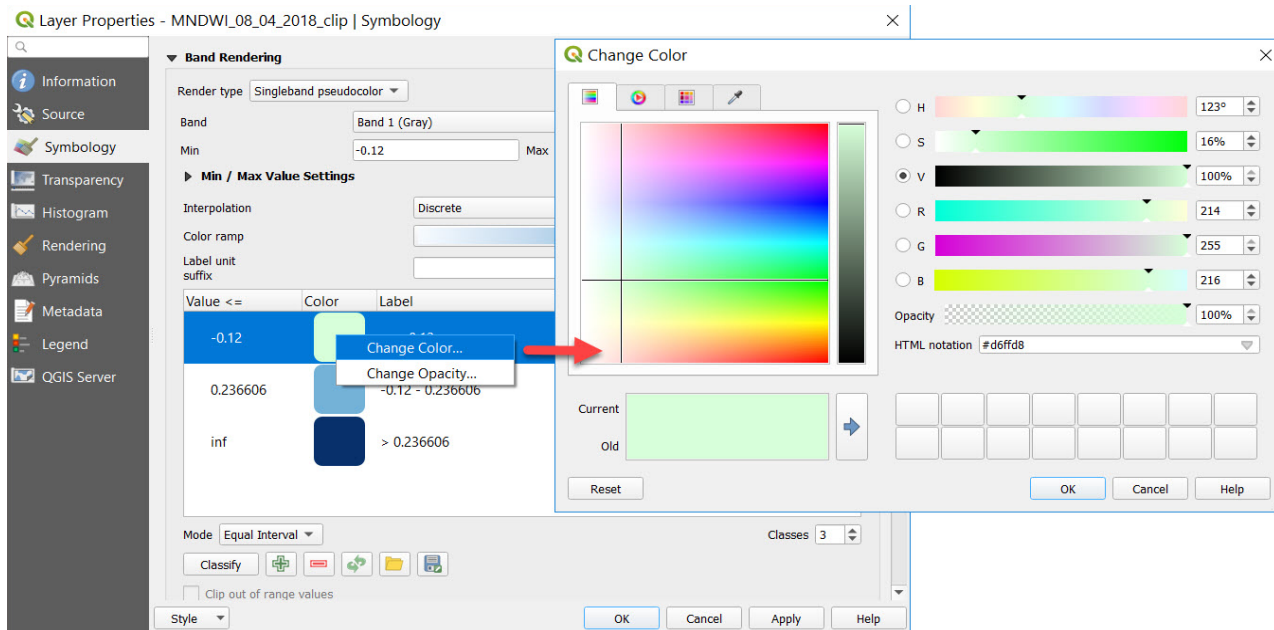 Layer Properties - MNDWI_08_04_2018_clip | Symbology
Information
Source
Symbology
Transparency
Histogram
Rendering
Pyramids
Metadata
Legend
QGIS Server
Band Rendering
Render type Singleband pseudocolor
Band Band 1 (Gray)
Min -0.12 Max
Min / Max Value Settings
Interpolation Discrete
Color ramp
Label unit
suffix
Value <= Color Label
-0.12
Change Color...
Change Opacity...
0.236606 -0.12 - 0.236606
inf > 0.236606
Mode Equal Interval Classes 3
Classify
Clip out of range values
Style OK Cancel Apply Help
Change Color
H 123°
S 16%
V 100%
R 214
G 255
B 216
Opacity 100%
HTML notation #d6ffd8
Current
Old
Reset OK Cancel Help